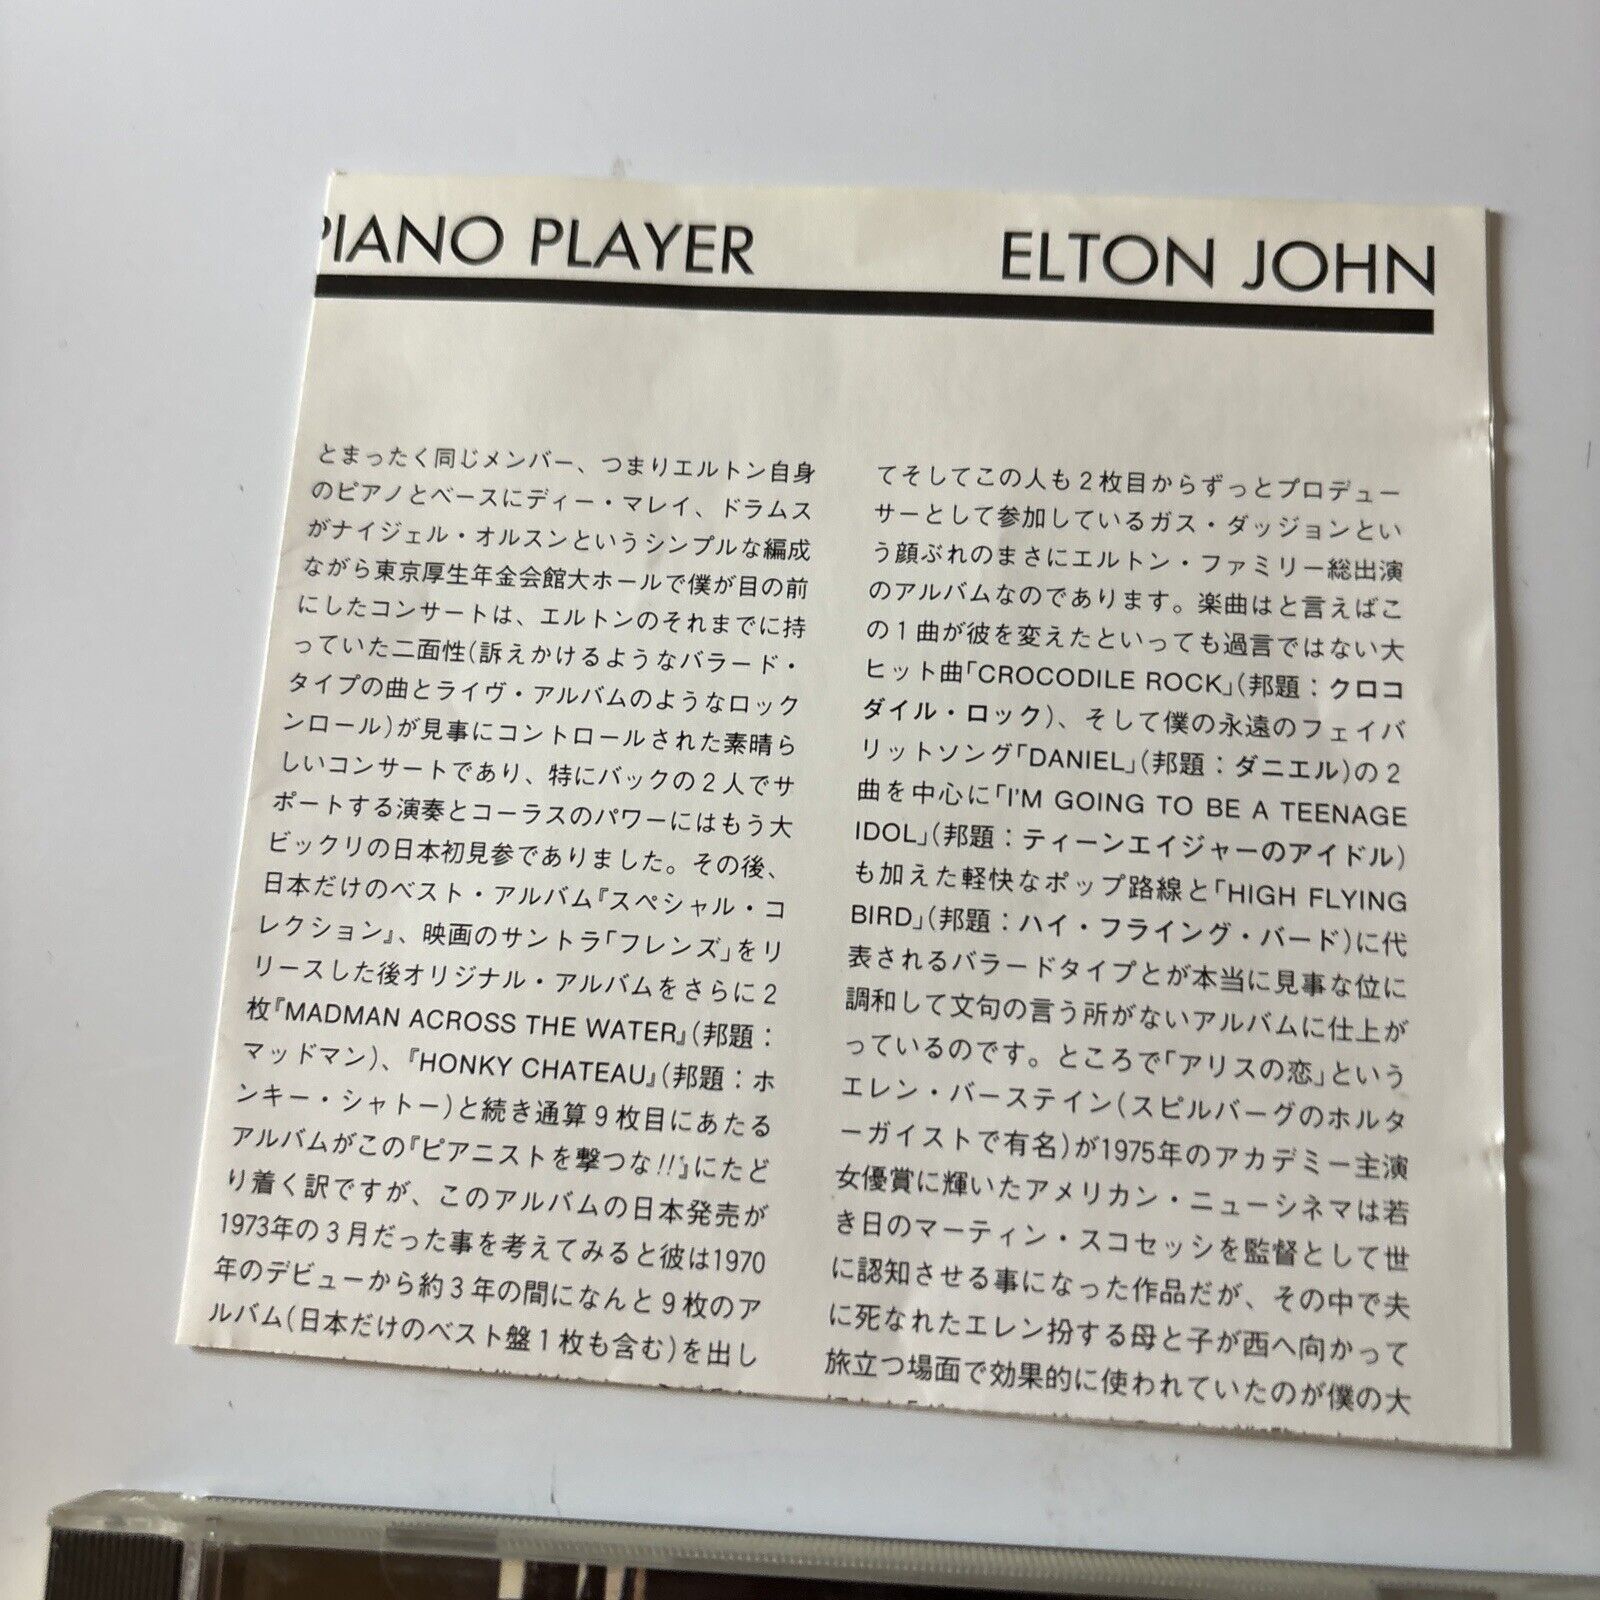 PIANO PLAYER
ELTON JOHN
とまったく同じメンバー、つまりエルトン自身
のピアノとベースにディー・マレイ、ドラムス
がナイジェル・オルスンというシンプルな編成
ながら東京厚生年金会館大ホールで僕が目の前
にしたコンサートは、エルトンのそれまでに持
っていた二面性(訴えかけるようなバラード・
タイプの曲とライヴ・アルバムのようなロック
ンロール)が見事にコントロールされた素晴ら
しいコンサートであり、特にバックの2人でサ
ポートする演奏とコーラスのパワーにはもう大
ビックリの日本初見参でありました。その後、
日本だけのベスト・アルバム『スペシャル・コ
レクション』、映画のサントラ「フレンズ」をリ
リースした後オリジナル・アルバムをさらに2
枚『MADMAN ACROSS THE WATER』(邦題：
マッドマン)、『HONKY CHATEAU』(邦題：ホ
ンキー・シャトー)と続き通算9枚目にあたる
アルバムがこの『ピアニストを撃つな!!』にたど
り着く訳ですが、このアルバムの日本発売が
1973年の3月だった事を考えてみると彼は1970
年のデビューから約3年の間になんと9枚のア
ルバム(日本だけのベスト盤1枚も含む)を出し
てそしてこの人も2枚目からずっとプロデュー
サーとして参加しているガス・ダッジョンとい
う顔ぶれのまさにエルトン・ファミリー総出演
のアルバムなのであります。楽曲はと言えばこ
の1曲が彼を変えたといっても過言ではない大
ヒット曲「CROCODILE ROCK」(邦題：クロコ
ダイル・ロック)、そして僕の永遠のフェイバ
リットソング「DANIEL」(邦題：ダニエル)の2
曲を中心に「I'M GOING TO BE A TEENAGE
IDOL」(邦題：ティーンエイジャーのアイドル)
も加えた軽快なポップ路線と「HIGH FLYING
BIRD」(邦題：ハイ・フライング・バード)に代
表されるバラードタイプとが本当に見事な位に
調和して文句の言う所がないアルバムに仕上が
っているのです。ところで「アリスの恋」という
エレン・バーステイン(スピルバーグのホルタ
ーガイストで有名)が1975年のアカデミー主演
女優賞に輝いたアメリカン・ニューシネマは若
き日のマーティン・スコセッシを監督として世
に認知させる事になった作品だが、その中で夫
に死なれたエレン扮する母と子が西へ向かって
旅立つ場面で効果的に使われていたのが僕の大